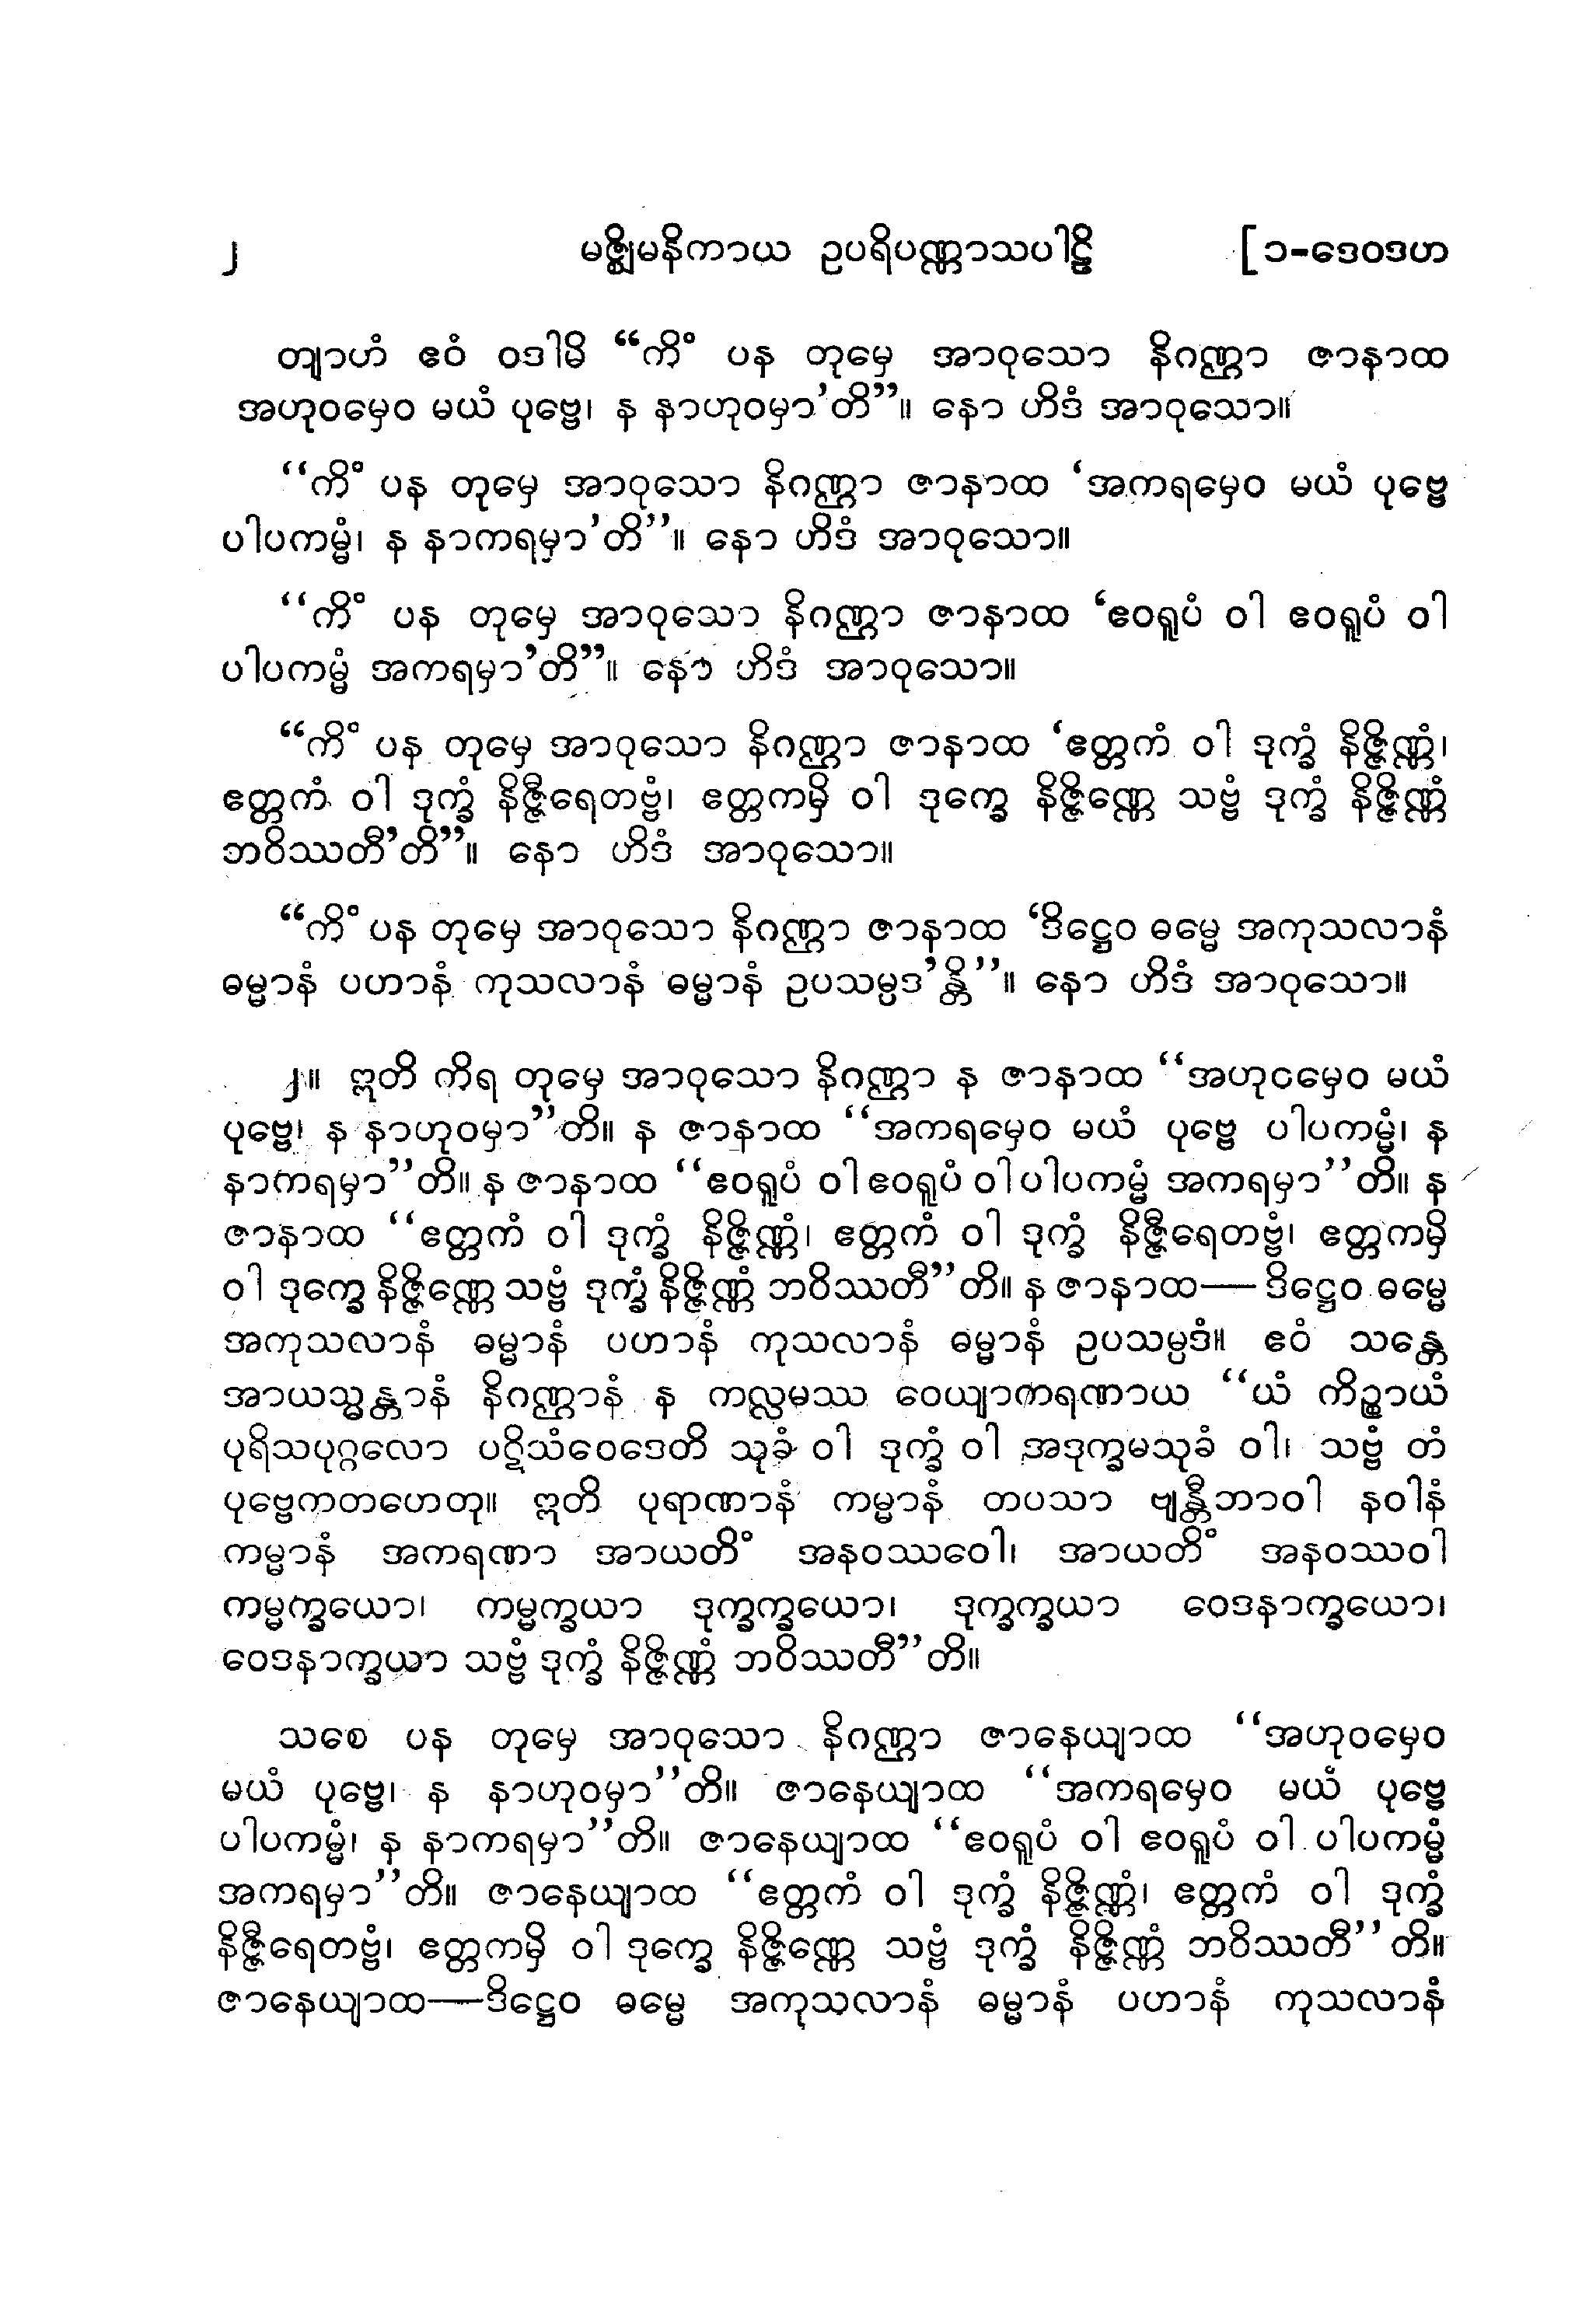 ၂ မဇ္ဈိမနိကာယ ဥပရိပဏ္ဏာသပါဠိ [၁-ဒေဝဒဟ
တျာဟံ ဧဝံ ဝဒါမိ “ကိံ ပန တုမှေ အာဝုသော နိဂဏ္ဌာ ဇာနာထ
အဟုဝမှေဝ မယံ ပုဗ္ဗေ၊ န နာဟုဝမှာ’တိ”။ နော ဟိဒံ အာဝုသော။
“ကိံ ပန တုမှေ အာဝုသော နိဂဏ္ဌာ ဇာနာထ ‘အကရမှေဝ မယံ ပုဗ္ဗေ
ပါပကမ္မံ၊ န နာကရမှာ’တိ”။ နော ဟိဒံ အာဝုသော။
“ကိံ ပန တုမှေ အာဝုသော နိဂဏ္ဌာ ဇာနာထ ‘ဧဝရူပံ ဝါ ဧဝရူပံ ဝါ
ပါပကမ္မံ အကရမှာ’တိ”။ နော ဟိဒံ အာဝုသော။
“ကိံ ပန တုမှေ အာဝုသော နိဂဏ္ဌာ ဇာနာထ ‘ဧတ္တကံ ဝါ ဒုက္ခံ နိဇ္ဇိဏ္ဏံ၊
ဧတ္တကံ ဝါ ဒုက္ခံ နိဇ္ဇီရေတဗ္ဗံ၊ ဧတ္တကမှိ ဝါ ဒုက္ခေ နိဇ္ဇိဏ္ဏေ သဗ္ဗံ ဒုက္ခံ နိဇ္ဇိဏ္ဏံ
ဘဝိဿတီ’တိ”။ နော ဟိဒံ အာဝုသော။
“ကိံ ပန တုမှေ အာဝုသော နိဂဏ္ဌာ ဇာနာထ ‘ဒိဋ္ဌေဝ ဓမ္မေ အကုသလာနံ
ဓမ္မာနံ ပဟာနံ ကုသလာနံ ဓမ္မာနံ ဥပသမ္ပဒ’န္တိ”။ နော ဟိဒံ အာဝုသော။
၂။ ဣတိ ကိရ တုမှေ အာဝုသော နိဂဏ္ဌာ န ဇာနာထ “အဟုဝမှေဝ မယံ
ပုဗ္ဗေ၊ န နာဟုဝမှာ”တိ။ န ဇာနာထ “အကရမှေဝ မယံ ပုဗ္ဗေ ပါပကမ္မံ၊ န
နာကရမှာ”တိ။ န ဇာနာထ “ဧဝရူပံ ဝါ ဧဝရူပံ ဝါ ပါပကမ္မံ အကရမှာ”တိ။ န
ဇာနာထ “ဧတ္တကံ ဝါ ဒုက္ခံ နိဇ္ဇိဏ္ဏံ၊ ဧတ္တကံ ဝါ ဒုက္ခံ နိဇ္ဇီရေတဗ္ဗံ၊ ဧတ္တကမှိ
ဝါ ဒုက္ခေ နိဇ္ဇိဏ္ဏေ သဗ္ဗံ ဒုက္ခံ နိဇ္ဇိဏ္ဏံ ဘဝိဿတီ”တိ။ န ဇာနာထ—ဒိဋ္ဌေဝ ဓမ္မေ
အကုသလာနံ ဓမ္မာနံ ပဟာနံ ကုသလာနံ ဓမ္မာနံ ဥပသမ္ပဒံ။ ဧဝံ သန္တေ
အာယသ္မန္တာနံ နိဂဏ္ဌာနံ န ကလ္လမဿ ဝေယျာကရဏာယ “ယံ ကိဉ္စာယံ
ပုရိသပုဂ္ဂလော ပဋိသံဝေဒေတိ သုခံ ဝါ ဒုက္ခံ ဝါ အဒုက္ခမသုခံ ဝါ၊ သဗ္ဗံ တံ
ပုဗ္ဗေကတဟေတု။ ဣတိ ပုရာဏာနံ ကမ္မာနံ တပသာ ဗျန္တီဘာဝါ နဝါနံ
ကမ္မာနံ အကရဏာ အာယတိံ အနဝဿဝေါ၊ အာယတိံ အနဝဿဝါ
ကမ္မက္ခယော၊ ကမ္မက္ခယာ ဒုက္ခက္ခယော၊ ဒုက္ခက္ခယာ ဝေဒနာက္ခယော၊
ဝေဒနာက္ခယာ သဗ္ဗံ ဒုက္ခံ နိဇ္ဇိဏ္ဏံ ဘဝိဿတီ”တိ။
သစေ ပန တုမှေ အာဝုသော နိဂဏ္ဌာ ဇာနေယျာထ “အဟုဝမှေဝ
မယံ ပုဗ္ဗေ၊ န နာဟုဝမှာ”တိ။ ဇာနေယျာထ “အကရမှေဝ မယံ ပုဗ္ဗေ
ပါပကမ္မံ၊ န နာကရမှာ”တိ။ ဇာနေယျာထ “ဧဝရူပံ ဝါ ဧဝရူပံ ဝါ ပါပကမ္မံ
အကရမှာ”တိ။ ဇာနေယျာထ “ဧတ္တကံ ဝါ ဒုက္ခံ နိဇ္ဇိဏ္ဏံ၊ ဧတ္တကံ ဝါ ဒုက္ခံ
နိဇ္ဇီရေတဗ္ဗံ၊ ဧတ္တကမှိ ဝါ ဒုက္ခေ နိဇ္ဇိဏ္ဏေ သဗ္ဗံ ဒုက္ခံ နိဇ္ဇိဏ္ဏံ ဘဝိဿတီ”တိ။
ဇာနေယျာထ—ဒိဋ္ဌေဝ ဓမ္မေ အကုသလာနံ ဓမ္မာနံ ပဟာနံ ကုသလာနံ